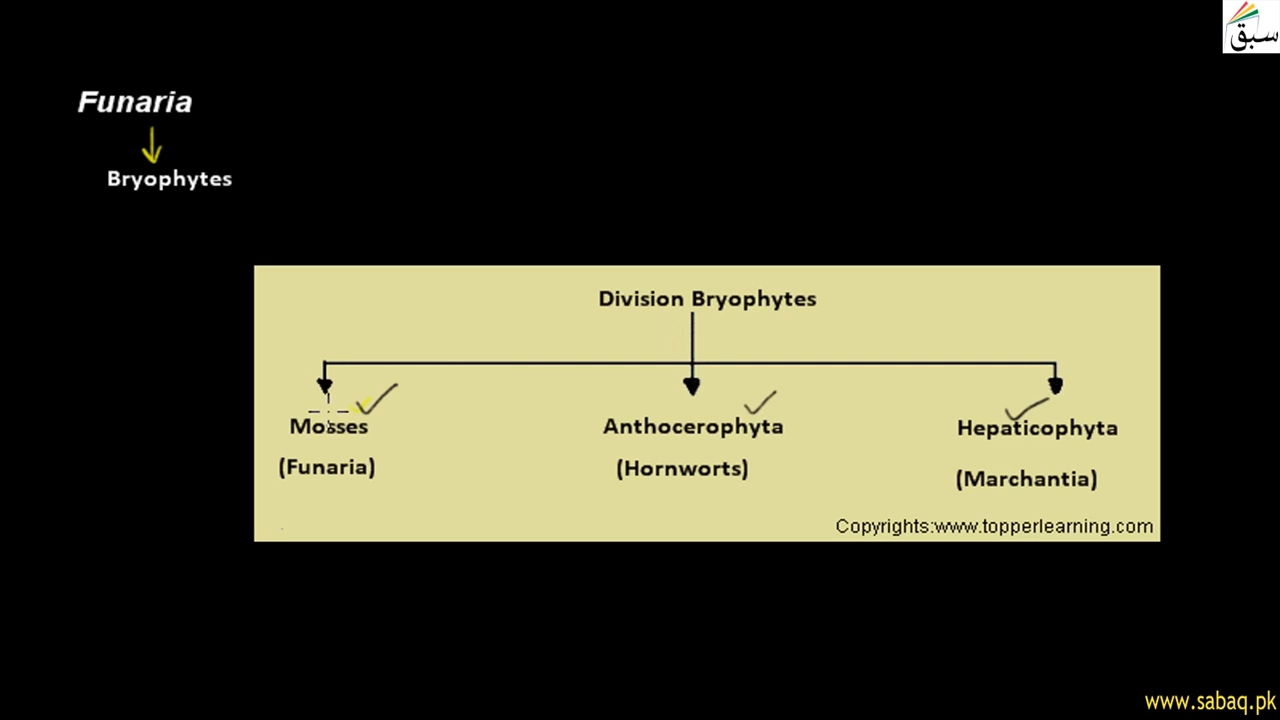 سبق
Funaria
Bryophytes
Division Bryophytes
Mosses
(Funaria)
Anthocerophyta
(Hornworts)
Hepaticophyta
(Marchantia)
Copyrights:www.topperlearning.com
www.sabaq.pk